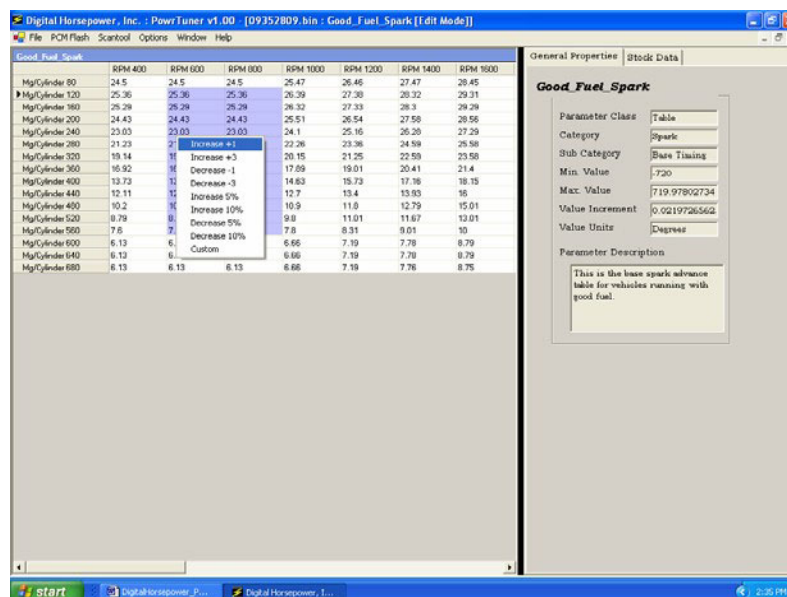 Digital Horsepower, Inc. : PowrTuner v1.00 - [09352809.bin : Good_Fuel_Spark [Edit Mode]]
File PCM Flash Scantool Options Window Help
Good_Fuel_Spark
RPM 400 RPM 600 RPM 800 RPM 1000 RPM 1200 RPM 1400 RPM 1600
Mg/Cylinder 80 24.5 24.5 24.5 25.47 26.46 27.47 28.45
Mg/Cylinder 120 25.36 25.36 25.36 26.39 27.38 28.32 29.31
Mg/Cylinder 160 25.29 25.29 25.29 26.32 27.33 28.3 29.29
Mg/Cylinder 200 24.43 24.43 24.43 25.51 26.54 27.58 28.56
Mg/Cylinder 240 23.03 23.03 23.03 24.1 25.16 26.28 27.29
Mg/Cylinder 280 21.23 22.26 23.36 24.59 25.58
Mg/Cylinder 320 19.14 20.15 21.25 22.59 23.58
Mg/Cylinder 360 16.92 17.89 19.01 20.41 21.4
Mg/Cylinder 400 13.73 14.63 15.73 17.16 18.15
Mg/Cylinder 440 12.11 12.7 13.4 13.93 16
Mg/Cylinder 480 10.2 10.9 11.8 12.79 15.01
Mg/Cylinder 520 8.79 9.8 11.01 11.67 13.01
Mg/Cylinder 560 7.6 7.8 8.31 9.01 10
Mg/Cylinder 600 6.13 6.66 7.19 7.78 8.79
Mg/Cylinder 640 6.13 6.66 7.19 7.78 8.79
Mg/Cylinder 680 6.13 6.13 6.13 6.66 7.19 7.76 8.75
Increase +1
Increase +3
Decrease -1
Decrease -3
Increase 5%
Increase 10%
Decrease 5%
Decrease 10%
Custom
General Properties Stock Data
Good_Fuel_Spark
Parameter Class Table
Category Spark
Sub Category Base Timing
Min. Value -720
Max. Value 719.97802734
Value Increment 0.0219726562
Value Units Degrees
Parameter Description
This is the base spark advance
table for vehicles running with
good fuel.
start DigitalHorsepower_P... Digital Horsepower, I... 2:35 PM